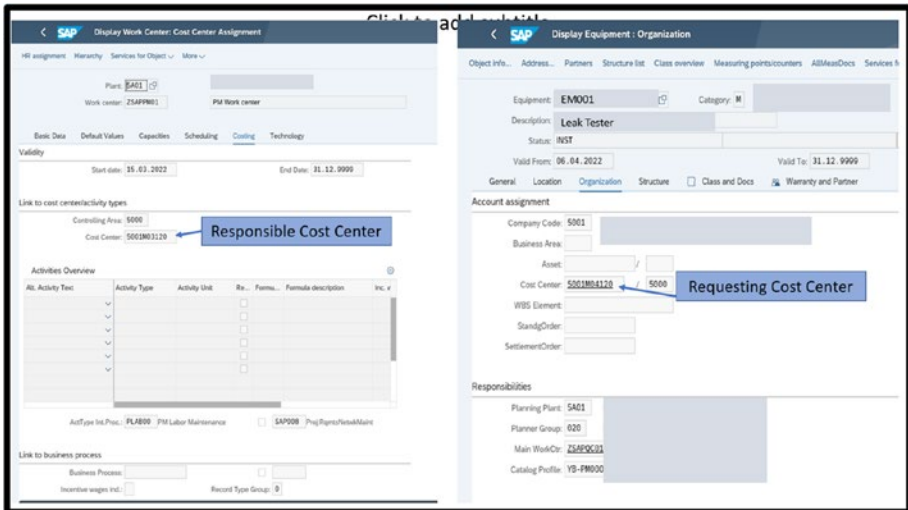 Click to add subtitle
SAP Display Work Center: Cost Center Assignment
HR assignment Hierarchy Services for Object More
Plant: SA01
Work center: ZSAPPM01 PM Work center
Basic Data Default Values Capacities Scheduling Costing Technology
Validity
Start date: 15.03.2022 End Date: 31.12.9999
Link to cost center/activity types
Controlling Area: 5000
Cost Center: 5001M03120
Responsible Cost Center
Activities Overview
Alt. Activity Text Activity Type Activity Unit Re... Formu... Formula description Inc. 
ActType Int.Proc.: PLAB00 PM Labor Maintenance SAP008 Proj.RqmtsNetwkMaint
Link to business process
Business Process:
Incentive wages ind.: Record Type Group: 0
SAP Display Equipment : Organization
Object info... Address... Partners Structure list Class overview Measuring points/counters AllMeasDocs Services
Equipment: EM001 Category: M
Description: Leak Tester
Status: INST
Valid From: 06.04.2022 Valid To: 31.12.9999
General Location Organization Structure Class and Docs Warranty and Partner
Account assignment
Company Code: 5001
Business Area:
Asset: /
Cost Center: 5001M04120 / 5000
Requesting Cost Center
WBS Element:
StandgOrder:
SettlementOrder:
Responsibilities
Planning Plant: SA01
Planner Group: 020
Main WorkCtr: ZSAPQC01
Catalog Profile: YB-PM000